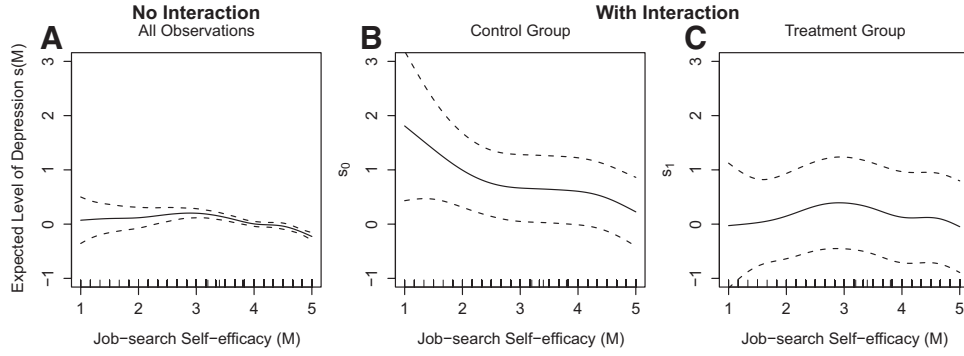 No Interaction
With Interaction
A All Observations
B Control Group
C Treatment Group
Expected Level of Depression s(M)
3
2
1
0
−1
1 2 3 4 5
Job−search Self−efficacy (M)
s0
3
2
1
0
−1
1 2 3 4 5
Job−search Self−efficacy (M)
s1
3
2
1
0
−1
1 2 3 4 5
Job−search Self−efficacy (M)